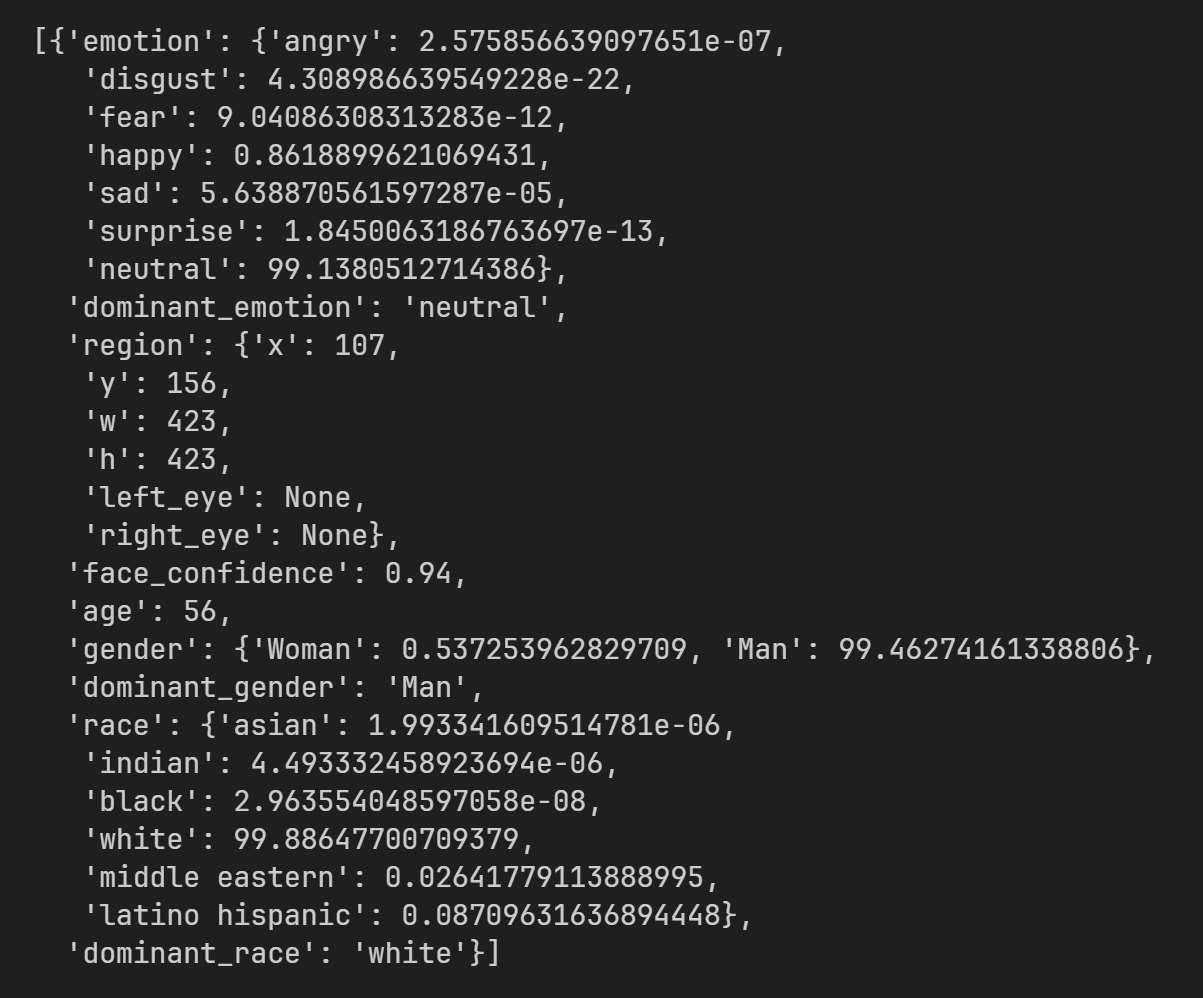 [{'emotion': {'angry': 2.575856639097651e-07,
'disgust': 4.308986639549228e-22,
'fear': 9.04086308313283e-12,
'happy': 0.8618899621069431,
'sad': 5.638870561597287e-05,
'surprise': 1.8450063186763697e-13,
'neutral': 99.1380512714386},
'dominant_emotion': 'neutral',
'region': {'x': 107,
'y': 156,
'w': 423,
'h': 423,
'left_eye': None,
'right_eye': None},
'face_confidence': 0.94,
'age': 56,
'gender': {'Woman': 0.537253962829709, 'Man': 99.46274161338806},
'dominant_gender': 'Man',
'race': {'asian': 1.993341609514781e-06,
'indian': 4.493332458923694e-06,
'black': 2.963554048597058e-08,
'white': 99.88647700709379,
'middle eastern': 0.02641779113888995,
'latino hispanic': 0.08709631636894448},
'dominant_race': 'white'}]